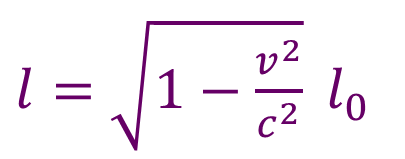 l = √(1 − v²/c²) l₀